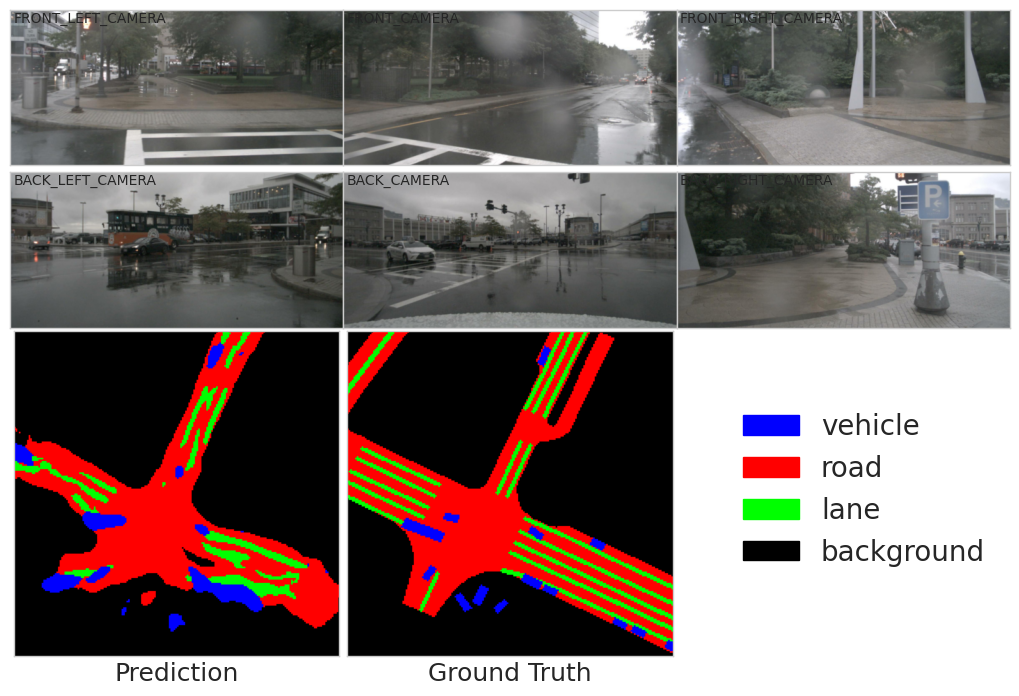 FRONT_LEFT_CAMERA
FRONT_CAMERA
FRONT_RIGHT_CAMERA
BACK_LEFT_CAMERA
BACK_CAMERA
BACK_RIGHT_CAMERA
P
vehicle
road
lane
background
Prediction
Ground Truth